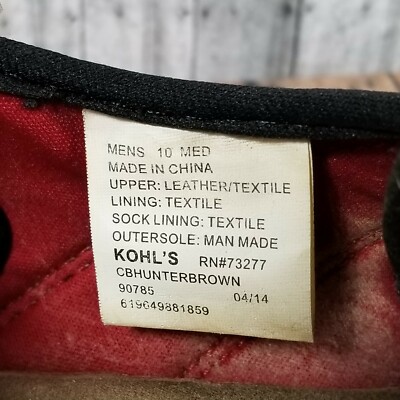 MENS 10 MED
MADE IN CHINA
UPPER: LEATHER/TEXTILE
LINING: TEXTILE
SOCK LINING: TEXTILE
OUTERSOLE: MAN MADE
KOHL'S RN#73277
CBHUNTERBROWN
90785 04/14
619649881859